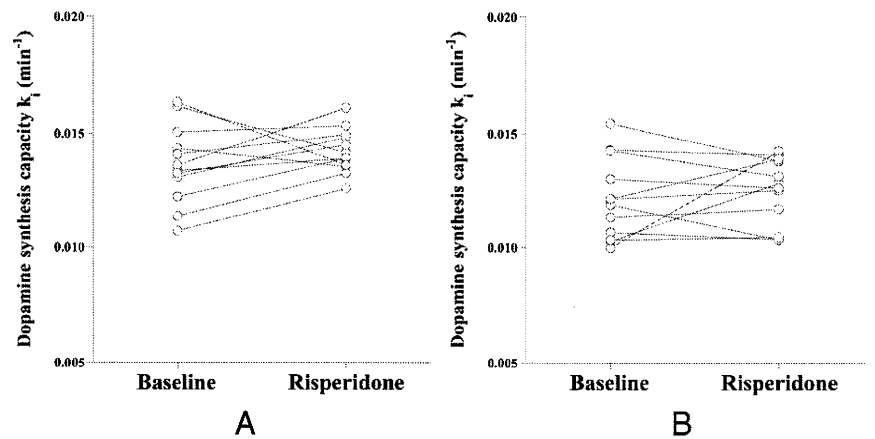 Dopamine synthesis capacity ki (min-1)
0.020
0.015
0.010
0.005
Baseline Risperidone
A
Dopamine synthesis capacity ki (min-1)
0.020
0.015
0.010
0.005
Baseline Risperidone
B